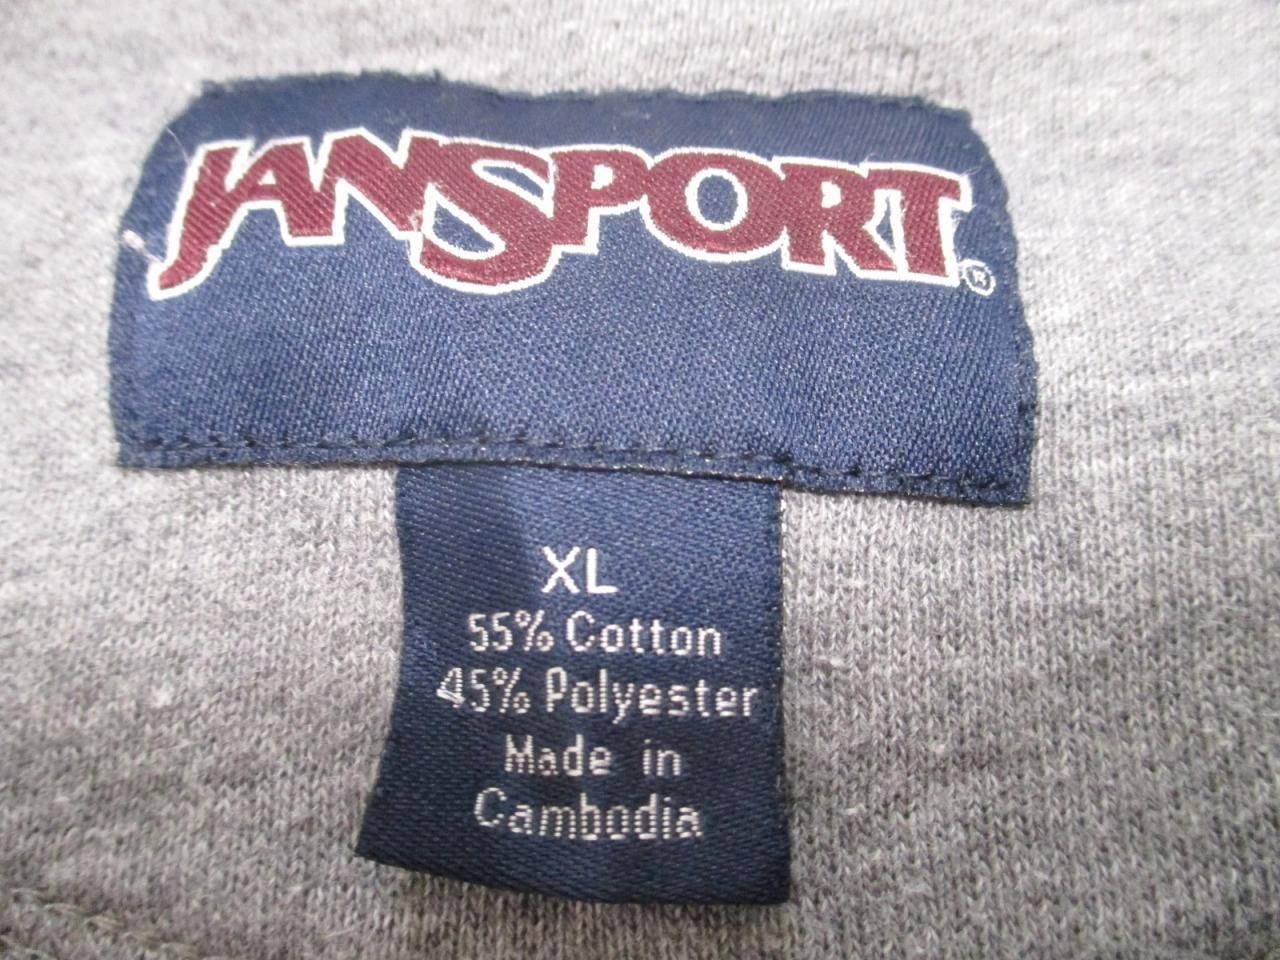 JANSPORT®
XL
55% Cotton
45% Polyester
Made in
Cambodia